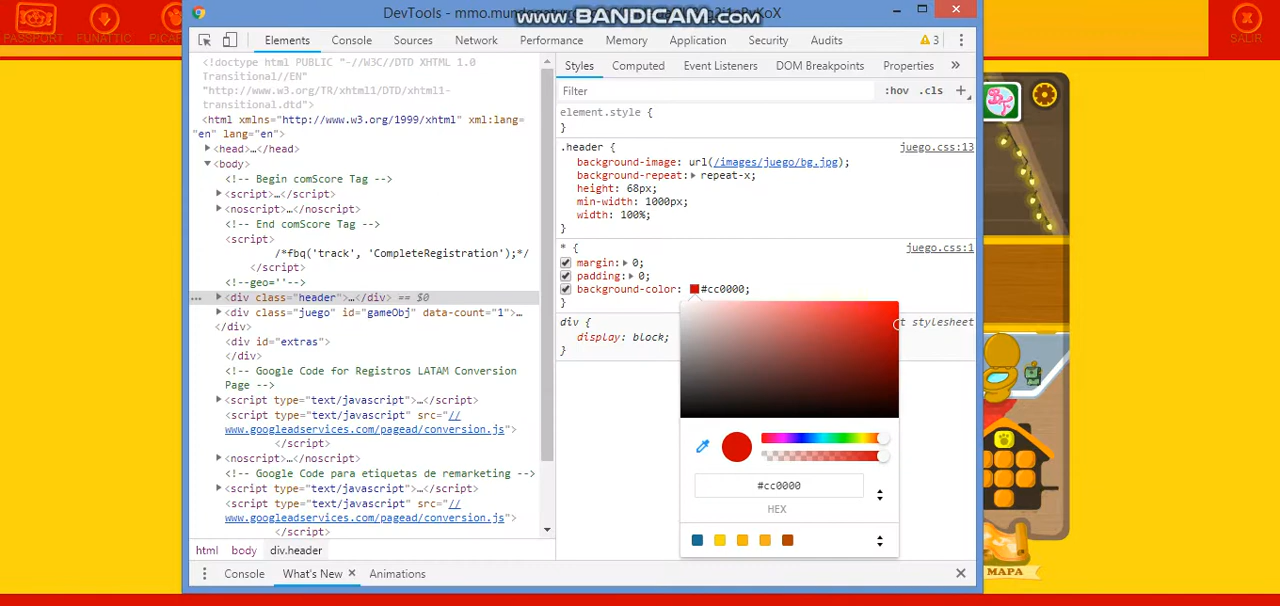 DevTools - mmo.mund
www.BANDICAM.com
PASSPORT
FUNATTIC
SALIR
Elements Console Sources Network Performance Memory Application Security Audits 3
<!doctype html PUBLIC "-//W3C//DTD XHTML 1.0
Transitional//EN"
"http://www.w3.org/TR/xhtml1/DTD/xhtml1-
transitional.dtd">
<html xmlns="http://www.w3.org/1999/xhtml" xml:lang=
"en" lang="en">
<head>…</head>
<body>
<!-- Begin comScore Tag -->
<script>…</script>
<noscript>…</noscript>
<!-- End comScore Tag -->
<script>
/*fbq('track', 'CompleteRegistration');*/
</script>
<!--geo=''-->
… <div class="header">…</div> == $0
<div class="juego" id="gameObj" data-count="1">…
</div>
<div id="extras">
</div>
<!-- Google Code for Registros LATAM Conversion
Page -->
<script type="text/javascript">…</script>
<script type="text/javascript" src="//
www.googleadservices.com/pagead/conversion.js">
</script>
<noscript>…</noscript>
<!-- Google Code para etiquetas de remarketing -->
<script type="text/javascript">…</script>
<script type="text/javascript" src="//
www.googleadservices.com/pagead/conversion.js">
</script>
html body div.header
Styles Computed Event Listeners DOM Breakpoints Properties »
Filter :hov .cls +
element.style {
}
.header { juego.css:13
background-image: url(/images/juego/bg.jpg);
background-repeat: repeat-x;
height: 68px;
min-width: 1000px;
width: 100%;
}
* { juego.css:1
margin: 0;
padding: 0;
background-color: #cc0000;
}
div { t stylesheet
display: block;
}
#cc0000
HEX
Console What's New × Animations
MAPA